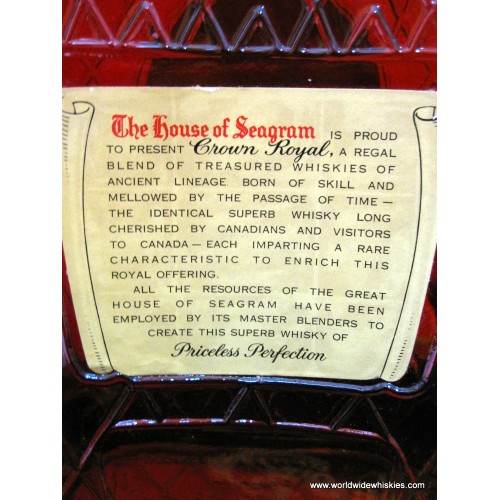 The House of Seagram IS PROUD
TO PRESENT Crown Royal, A REGAL
BLEND OF TREASURED WHISKIES OF
ANCIENT LINEAGE. BORN OF SKILL AND
MELLOWED BY THE PASSAGE OF TIME —
THE IDENTICAL SUPERB WHISKY LONG
CHERISHED BY CANADIANS AND VISITORS
TO CANADA — EACH IMPARTING A RARE
CHARACTERISTIC TO ENRICH THIS
ROYAL OFFERING.
ALL THE RESOURCES OF THE GREAT
HOUSE OF SEAGRAM HAVE BEEN
EMPLOYED BY ITS MASTER BLENDERS TO
CREATE THIS SUPERB WHISKY OF
Priceless Perfection
www.worldwidewhiskies.com